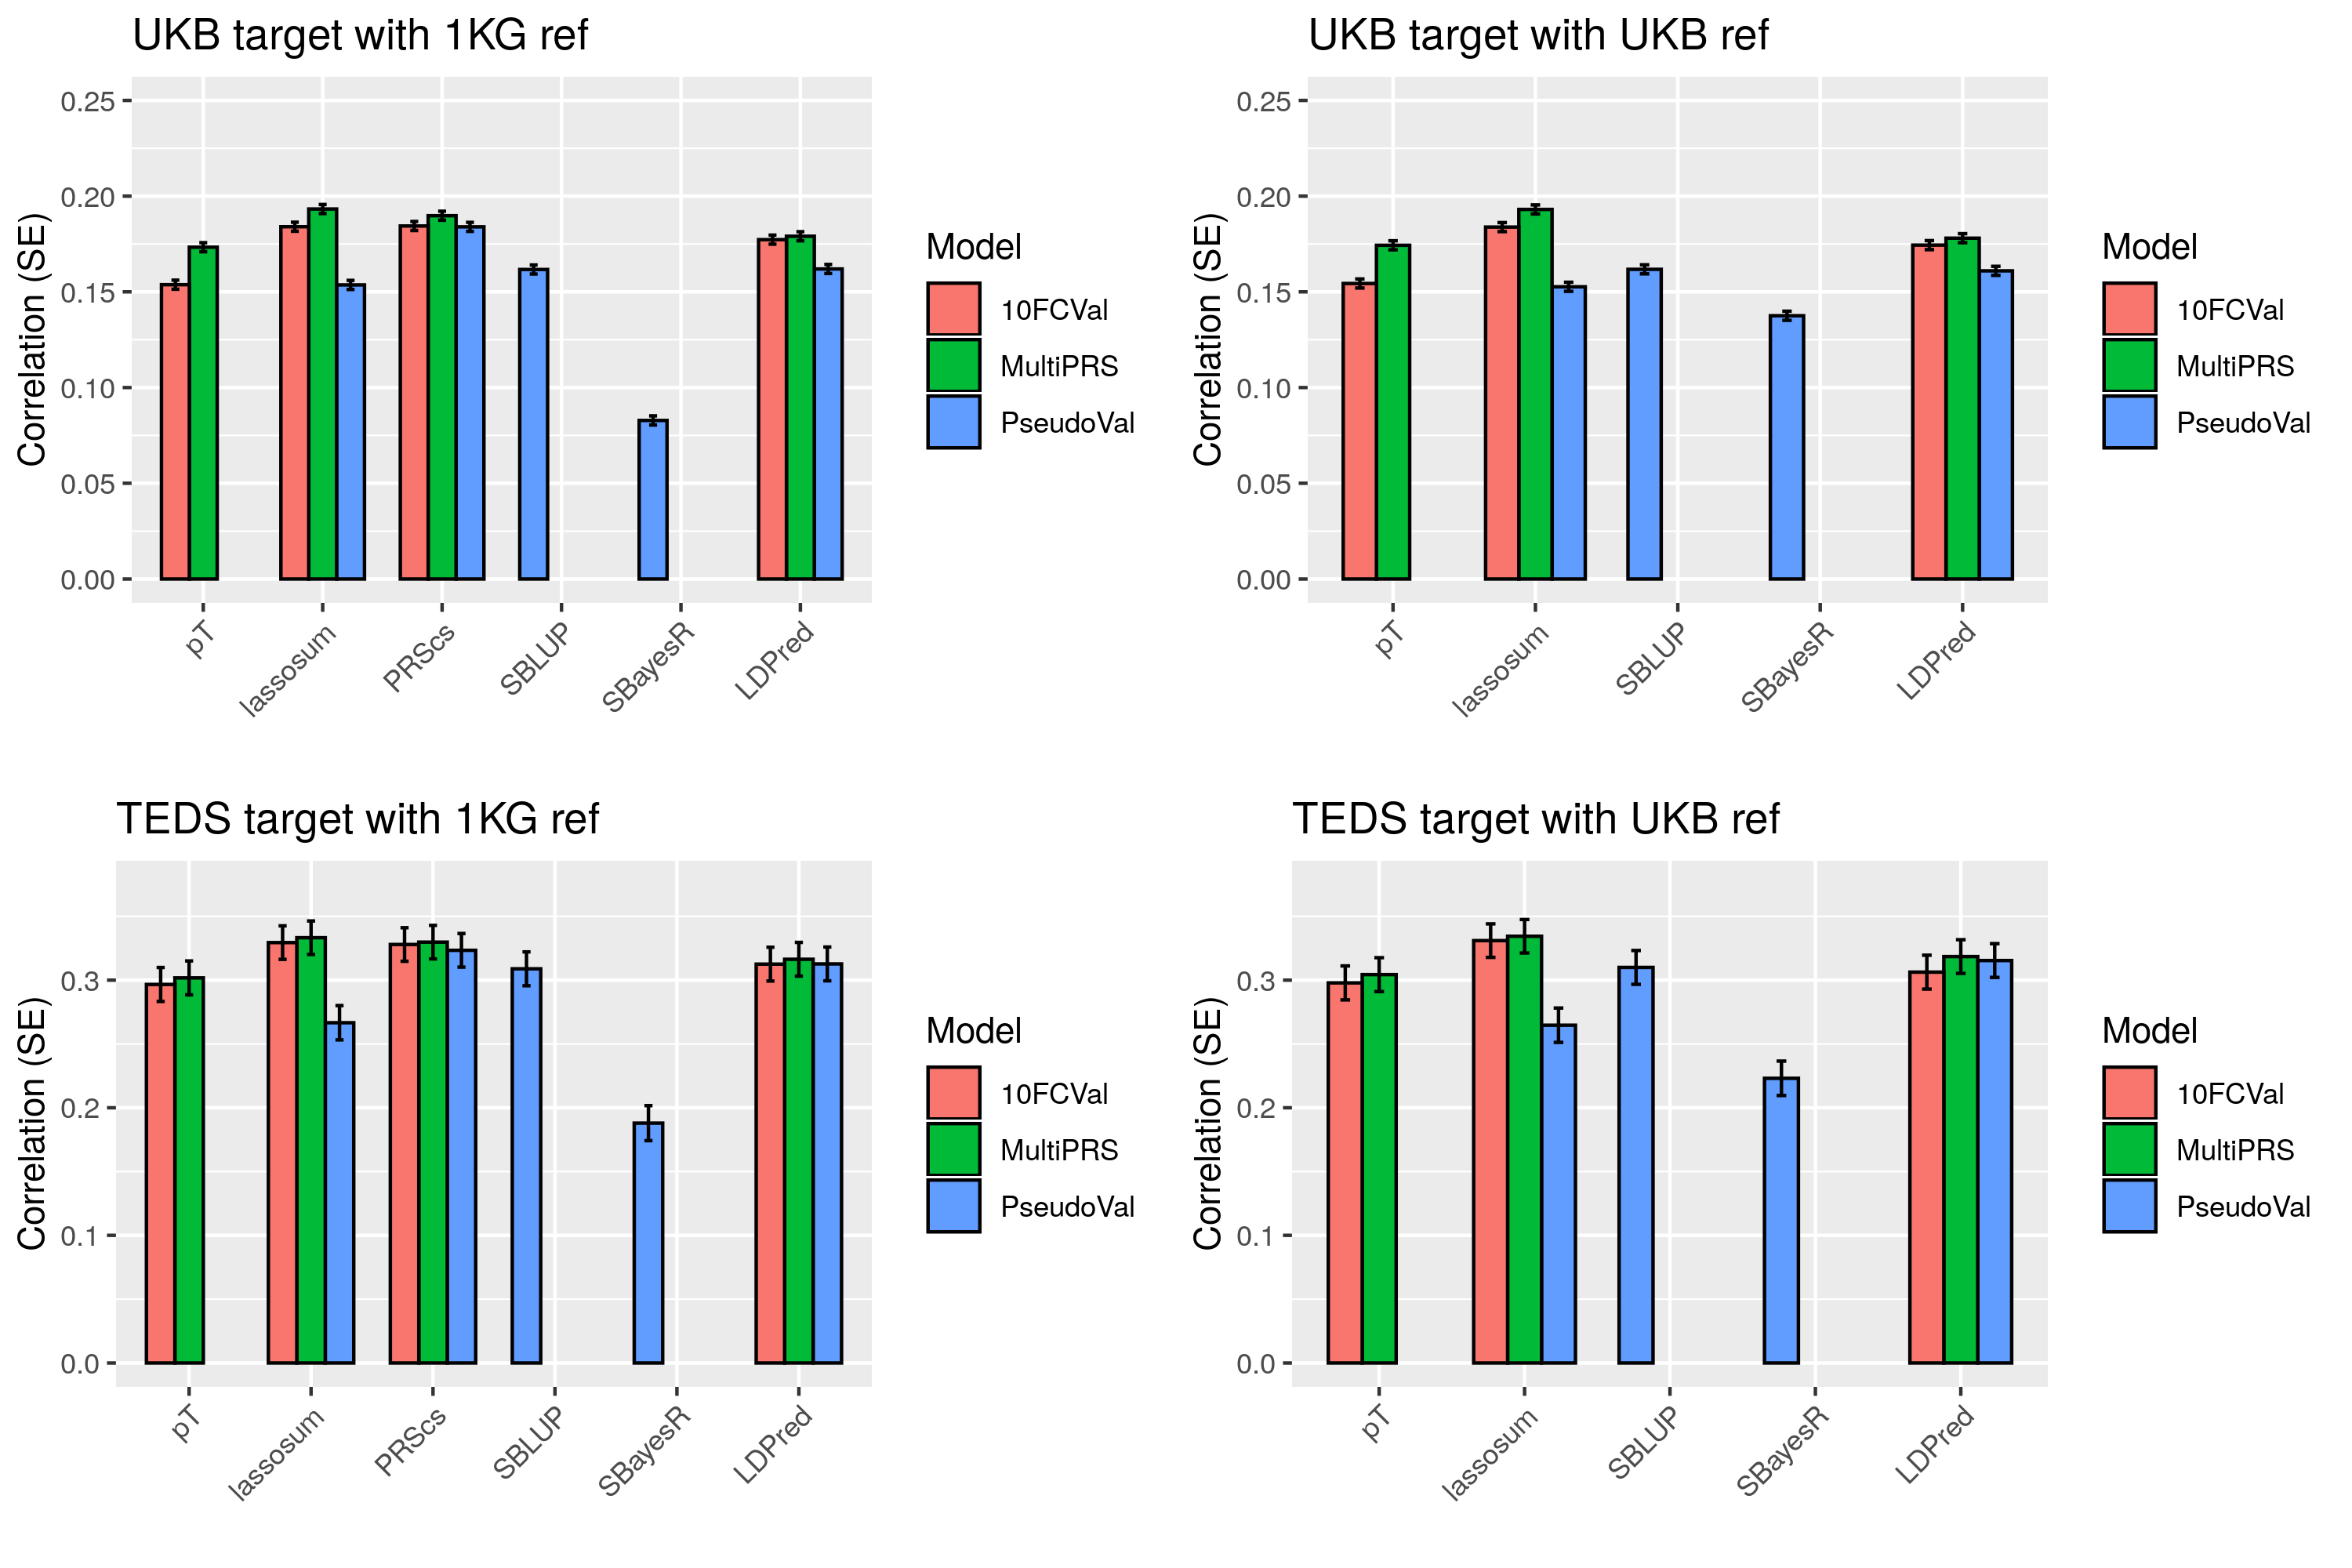 UKB target with 1KG ref
Correlation (SE)
0.25
0.20
0.15
0.10
0.05
0.00
pT
lassosum
PRScs
SBLUP
SBayesR
LDPred
Model
10FCVal
MultiPRS
PseudoVal
UKB target with UKB ref
Correlation (SE)
0.25
0.20
0.15
0.10
0.05
0.00
pT
lassosum
SBLUP
SBayesR
LDPred
Model
10FCVal
MultiPRS
PseudoVal
TEDS target with 1KG ref
Correlation (SE)
0.3
0.2
0.1
0.0
pT
lassosum
PRScs
SBLUP
SBayesR
LDPred
Model
10FCVal
MultiPRS
PseudoVal
TEDS target with UKB ref
Correlation (SE)
0.3
0.2
0.1
0.0
pT
lassosum
SBLUP
SBayesR
LDPred
Model
10FCVal
MultiPRS
PseudoVal